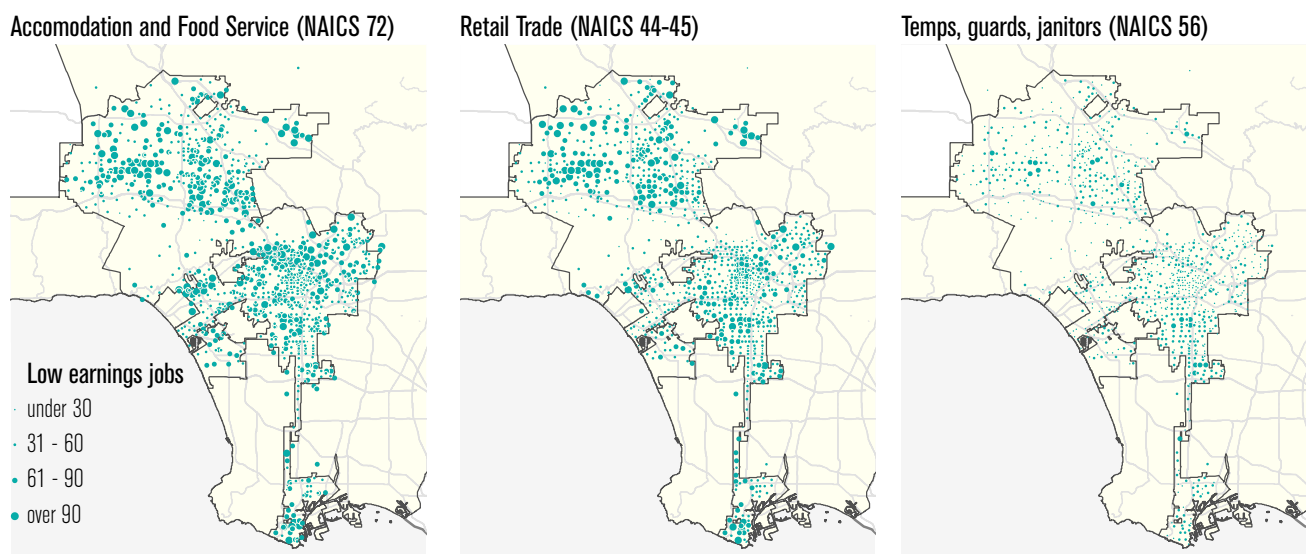 Accomodation and Food Service (NAICS 72)
Retail Trade (NAICS 44-45)
Temps, guards, janitors (NAICS 56)
Low earnings jobs
under 30
31 - 60
61 - 90
over 90